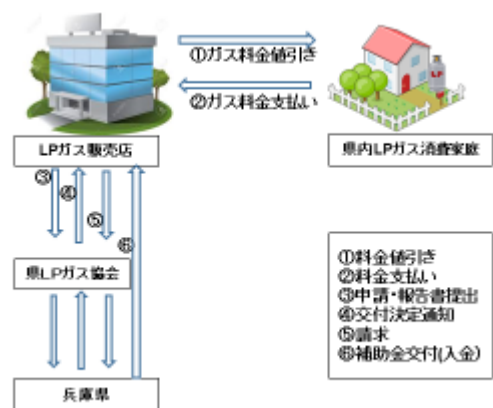 ①ガス料金値引き
②ガス料金支払い
LP
LPガス販売店
県内LPガス消費家庭
③
④
⑤
⑥
県LPガス協会
兵庫県
①料金値引き
②料金支払い
③申請・報告書提出
④交付決定通知
⑤請求
⑥補助金交付(入金)